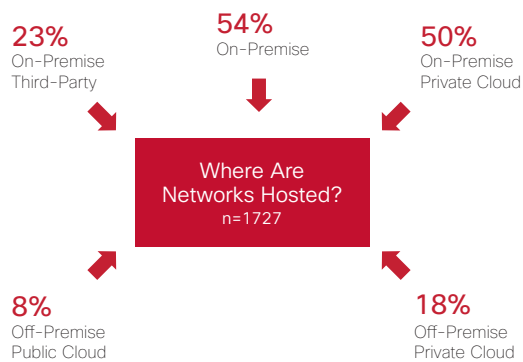 23%
On-Premise
Third-Party
54%
On-Premise
50%
On-Premise
Private Cloud
Where Are
Networks Hosted?
n=1727
8%
Off-Premise
Public Cloud
18%
Off-Premise
Private Cloud